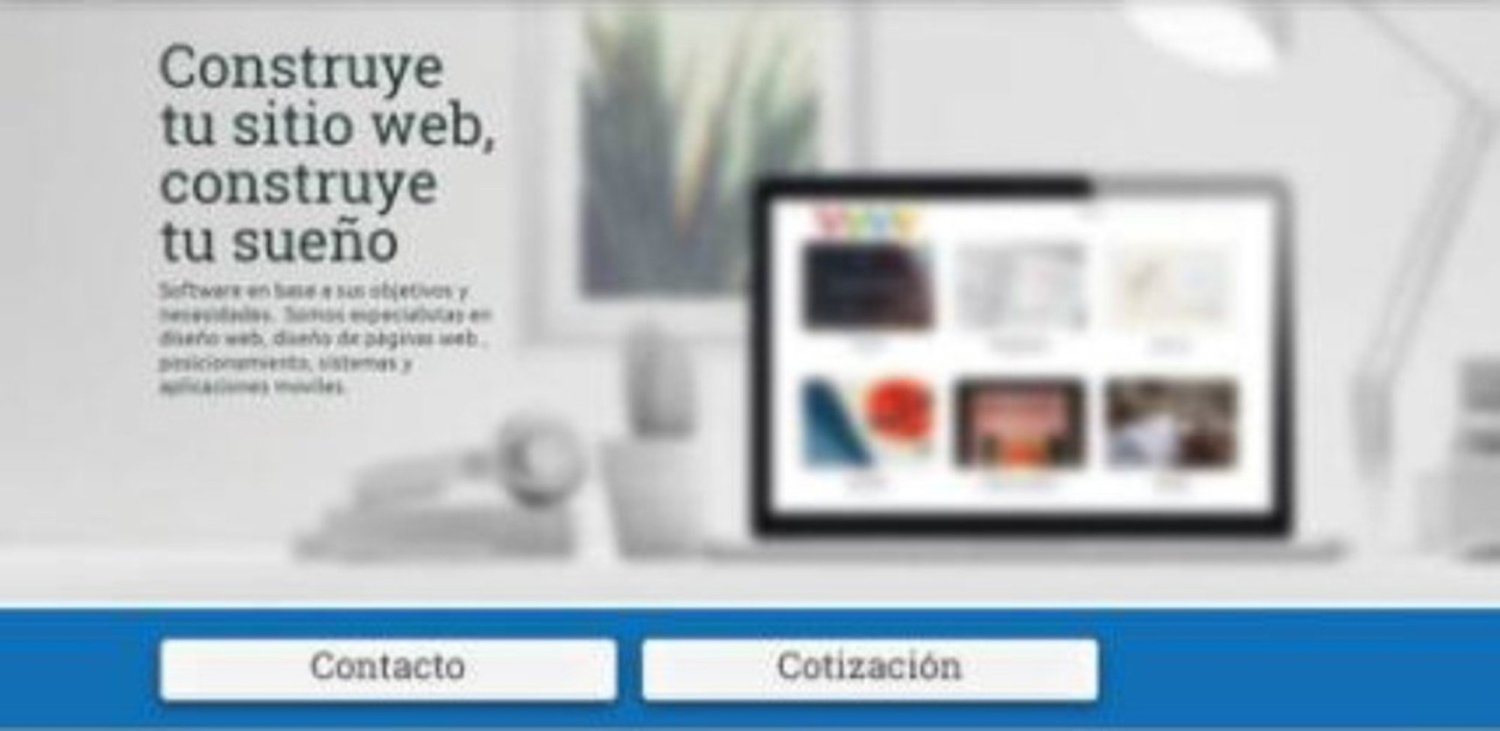 Construye
tu sitio web,
construye
tu sueño
Software en base a sus objetivos y
necesidades. Somos especialistas en
diseño web, diseño de páginas web.,
posicionamiento, sistemas y
aplicaciones moviles.
Contacto
Cotización